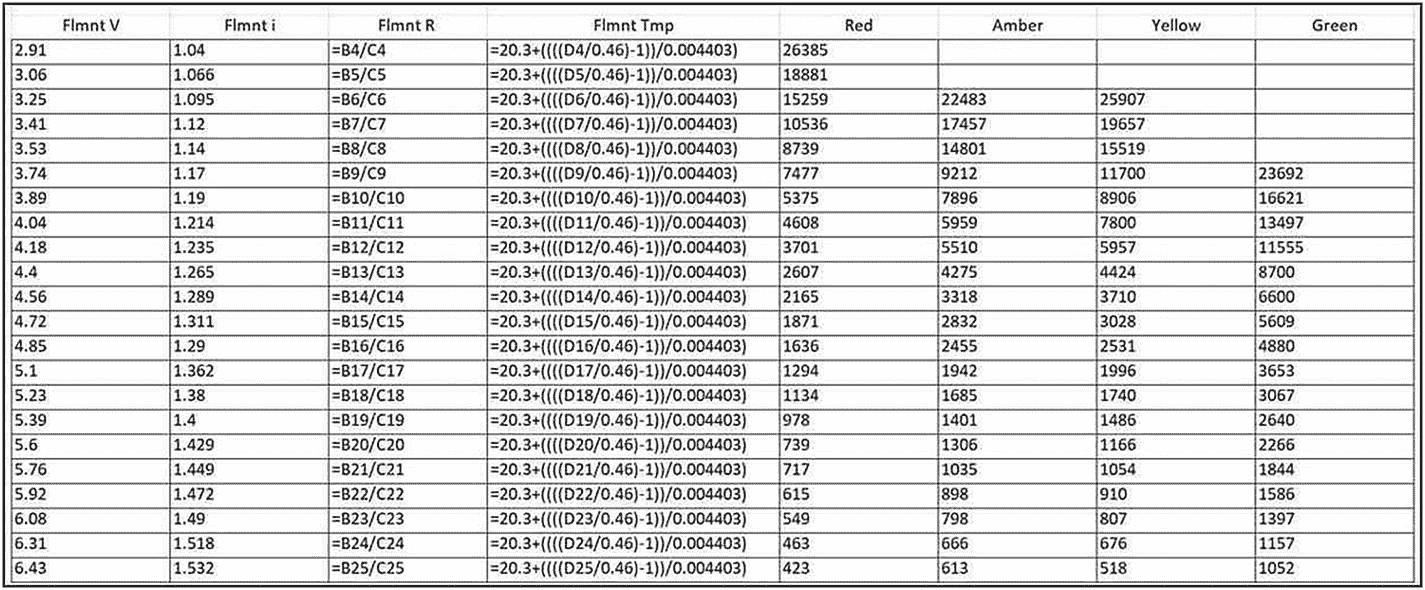 Flmnt V Flmnt i Flmnt R Flmnt Tmp Red Amber Yellow Green
2.91 1.04 =B4/C4 =20.3+((((D4/0.46)-1))/0.004403) 26385
3.06 1.066 =B5/C5 =20.3+((((D5/0.46)-1))/0.004403) 18881
3.25 1.095 =B6/C6 =20.3+((((D6/0.46)-1))/0.004403) 15259 22483 25907
3.41 1.12 =B7/C7 =20.3+((((D7/0.46)-1))/0.004403) 10536 17457 19657
3.53 1.14 =B8/C8 =20.3+((((D8/0.46)-1))/0.004403) 8739 14801 15519
3.74 1.17 =B9/C9 =20.3+((((D9/0.46)-1))/0.004403) 7477 9212 11700 23692
3.89 1.19 =B10/C10 =20.3+((((D10/0.46)-1))/0.004403) 5375 7896 8906 16621
4.04 1.214 =B11/C11 =20.3+((((D11/0.46)-1))/0.004403) 4608 5959 7800 13497
4.18 1.235 =B12/C12 =20.3+((((D12/0.46)-1))/0.004403) 3701 5510 5957 11555
4.4 1.265 =B13/C13 =20.3+((((D13/0.46)-1))/0.004403) 2607 4275 4424 8700
4.56 1.289 =B14/C14 =20.3+((((D14/0.46)-1))/0.004403) 2165 3318 3710 6600
4.72 1.311 =B15/C15 =20.3+((((D15/0.46)-1))/0.004403) 1871 2832 3028 5609
4.85 1.29 =B16/C16 =20.3+((((D16/0.46)-1))/0.004403) 1636 2455 2531 4880
5.1 1.362 =B17/C17 =20.3+((((D17/0.46)-1))/0.004403) 1294 1942 1996 3653
5.23 1.38 =B18/C18 =20.3+((((D18/0.46)-1))/0.004403) 1134 1685 1740 3067
5.39 1.4 =B19/C19 =20.3+((((D19/0.46)-1))/0.004403) 978 1401 1486 2640
5.6 1.429 =B20/C20 =20.3+((((D20/0.46)-1))/0.004403) 739 1306 1166 2266
5.76 1.449 =B21/C21 =20.3+((((D21/0.46)-1))/0.004403) 717 1035 1054 1844
5.92 1.472 =B22/C22 =20.3+((((D22/0.46)-1))/0.004403) 615 898 910 1586
6.08 1.49 =B23/C23 =20.3+((((D23/0.46)-1))/0.004403) 549 798 807 1397
6.31 1.518 =B24/C24 =20.3+((((D24/0.46)-1))/0.004403) 463 666 676 1157
6.43 1.532 =B25/C25 =20.3+((((D25/0.46)-1))/0.004403) 423 613 518 1052